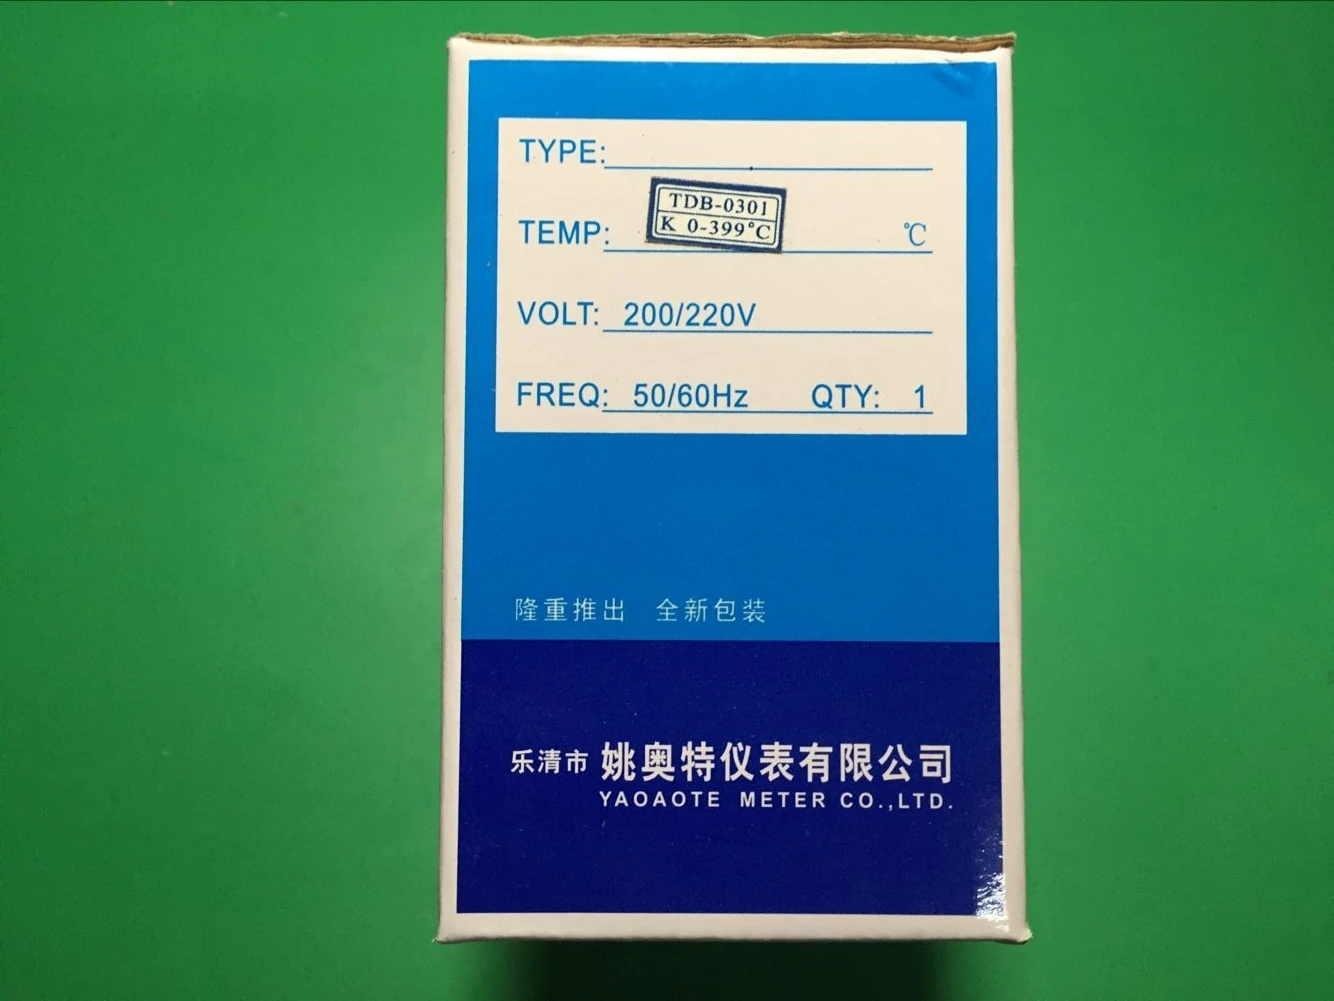 TYPE:
TDB-0301
K 0-399°C
TEMP: ℃
VOLT: 200/220V
FREQ: 50/60Hz QTY: 1
隆重推出 全新包装
乐清市 姚奥特仪表有限公司
YAOAOTE METER CO.,LTD.